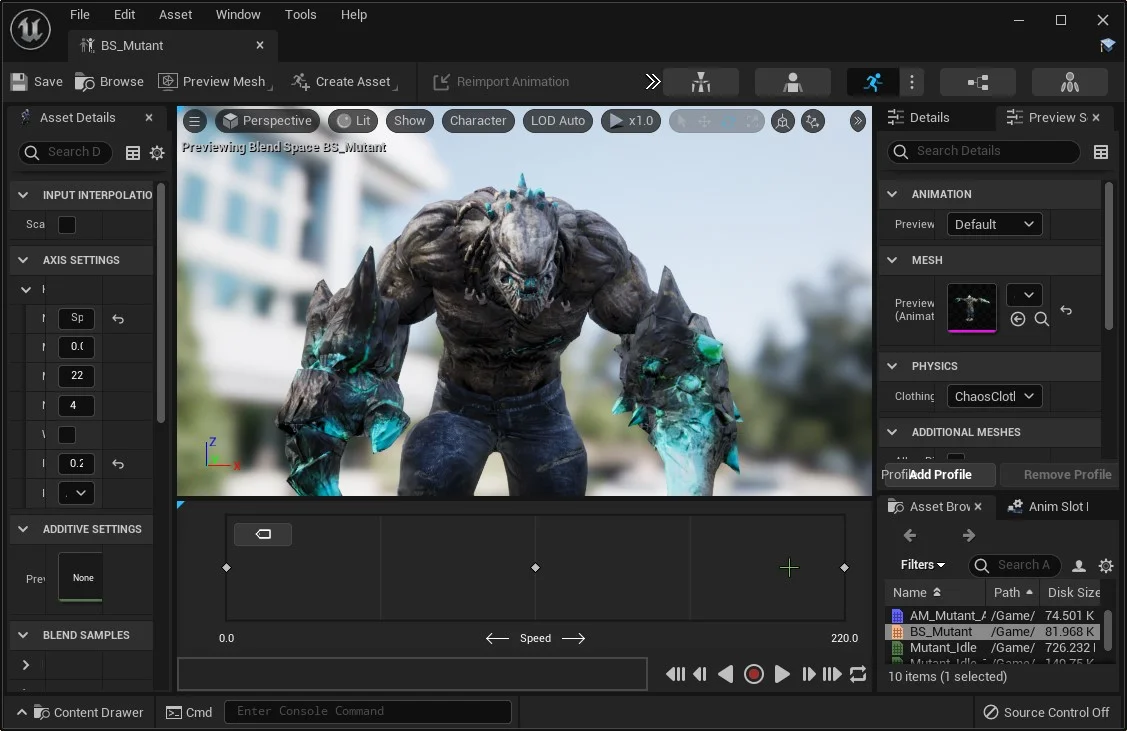 File Edit Asset Window Tools Help
BS_Mutant
Save Browse Preview Mesh Create Asset Reimport Animation
Asset Details
Details Preview S
Search D
Perspective Lit Show Character LOD Auto x1.0
Search Details
Previewing Blend Space BS_Mutant
INPUT INTERPOLATIO
Sca
AXIS SETTINGS
Sp
0.0
22
4
0.2
ADDITIVE SETTINGS
Prev
None
BLEND SAMPLES
Z
X
ANIMATION
Preview Default
MESH
Preview
(Animat
PHYSICS
Clothing ChaosCloth
ADDITIONAL MESHES
Profil Add Profile Remove Profile
Asset Brow Anim Slot
Filters Search A
Name Path Disk Size
AM_Mutant_A /Game/ 74.501 K
BS_Mutant /Game/ 81.968 K
Mutant_Idle /Game/ 726.232
Mutant_Idle_ /Game/ 140.75 K
10 items (1 selected)
0.0 Speed 220.0
Content Drawer Cmd Enter Console Command Source Control Off